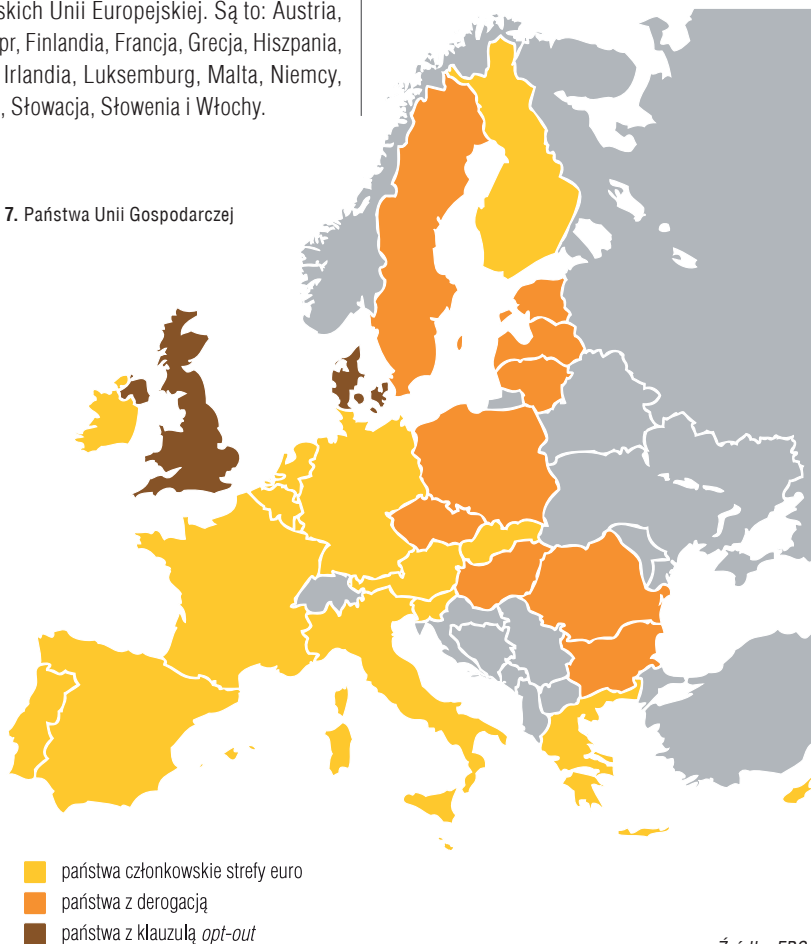 skich Unii Europejskiej. Są to: Austria,
pr, Finlandia, Francja, Grecja, Hiszpania,
Irlandia, Luksemburg, Malta, Niemcy,
, Słowacja, Słowenia i Włochy.
7. Państwa Unii Gospodarczej
państwa członkowskie strefy euro
państwa z derogacją
państwa z klauzulą opt-out